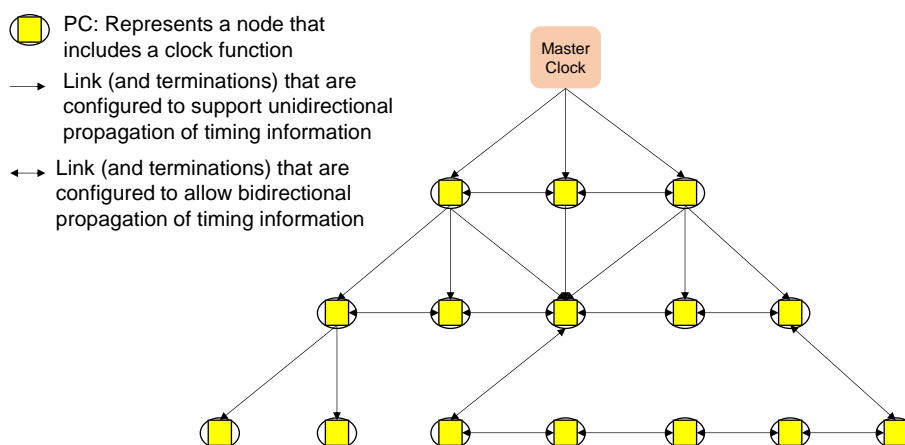 PC: Represents a node that
includes a clock function
Link (and terminations) that are
configured to support unidirectional
propagation of timing information
Link (and terminations) that are
configured to allow bidirectional
propagation of timing information
Master
Clock